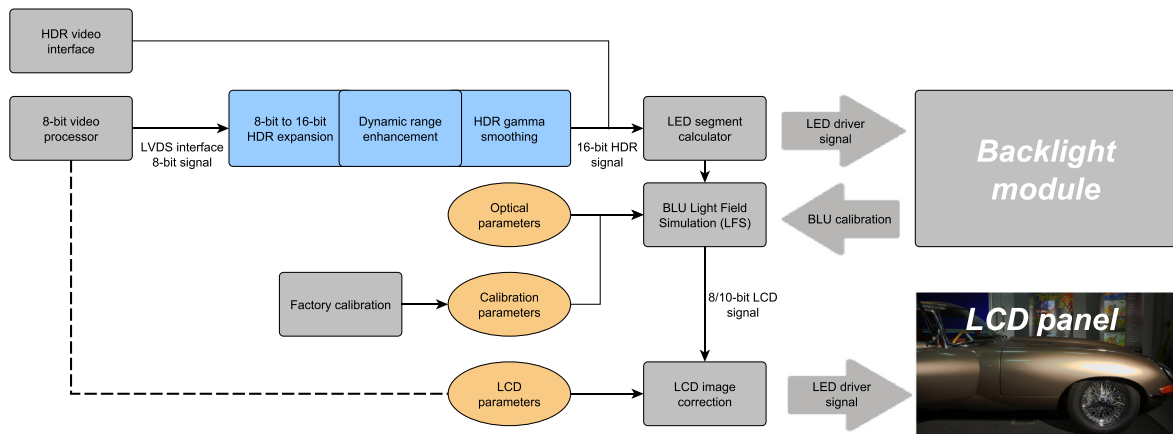 HDR video
interface
8-bit video
processor
LVDS interface
8-bit signal
8-bit to 16-bit
HDR expansion
Dynamic range
enhancement
HDR gamma
smoothing
16-bit HDR
signal
LED segment
calculator
LED driver
signal
Backlight
module
Optical
parameters
BLU Light Field
Simulation (LFS)
BLU calibration
Factory calibration
Calibration
parameters
8/10-bit LCD
signal
LCD
parameters
LCD image
correction
LED driver
signal
LCD panel